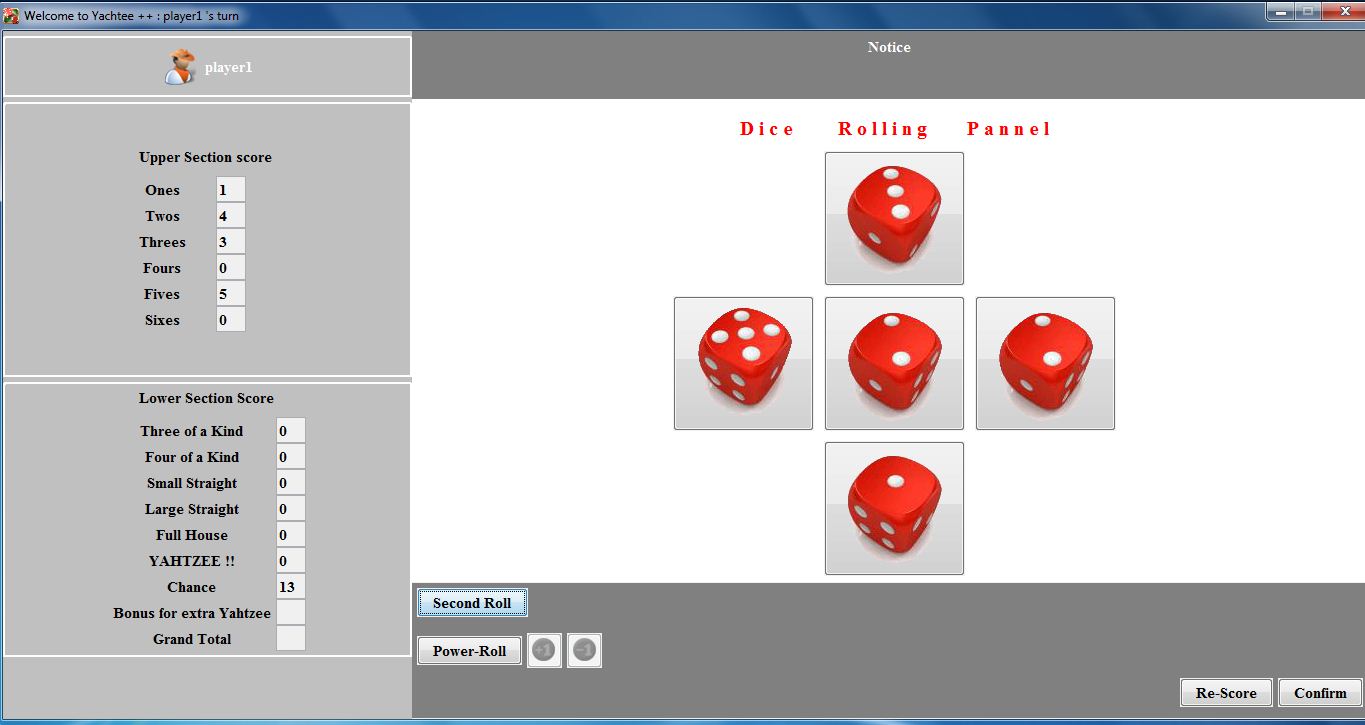 Welcome to Yachtee ++ : player1 's turn
player1
Notice
Upper Section score
Ones 1
Twos 4
Threes 3
Fours 0
Fives 5
Sixes 0
Lower Section Score
Three of a Kind 0
Four of a Kind 0
Small Straight 0
Large Straight 0
Full House 0
YAHTZEE !! 0
Chance 13
Bonus for extra Yahtzee
Grand Total
Dice Rolling Pannel
Second Roll
Power-Roll +1 -1
Re-Score Confirm